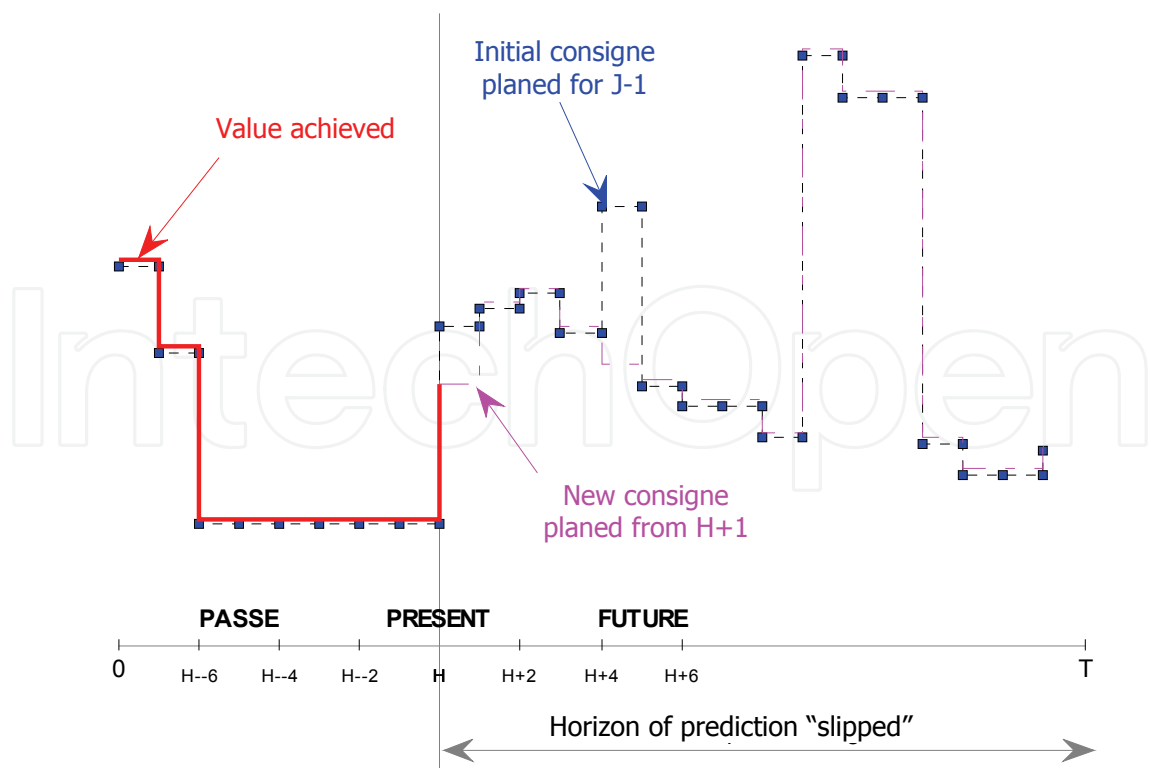 Initial consigne
planed for J-1
Value achieved
IntechOpen
New consigne
planed from H+1
PASSE PRESENT FUTURE
0 H--6 H--4 H--2 H H+2 H+4 H+6 T
Horizon of prediction “slipped”